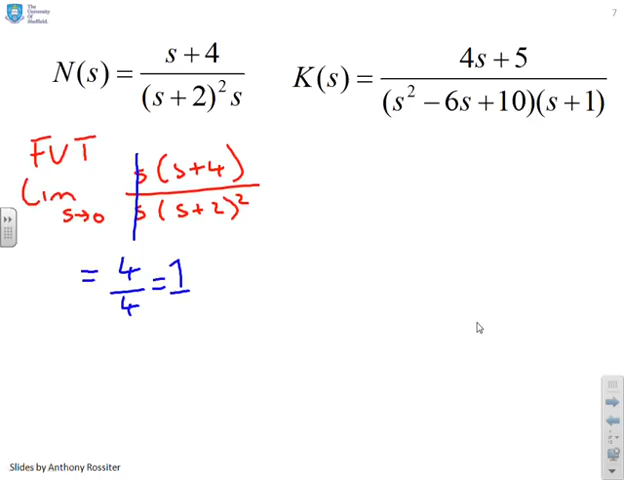 The University Of Sheffield.
7
N(s) = (s + 4) / ((s + 2)² s)
K(s) = (4s + 5) / ((s² − 6s + 10)(s + 1))
FVT
Lim s→0 s(s+4) / s(s+2)²
= 4/4 = 1
Slides by Anthony Rossiter